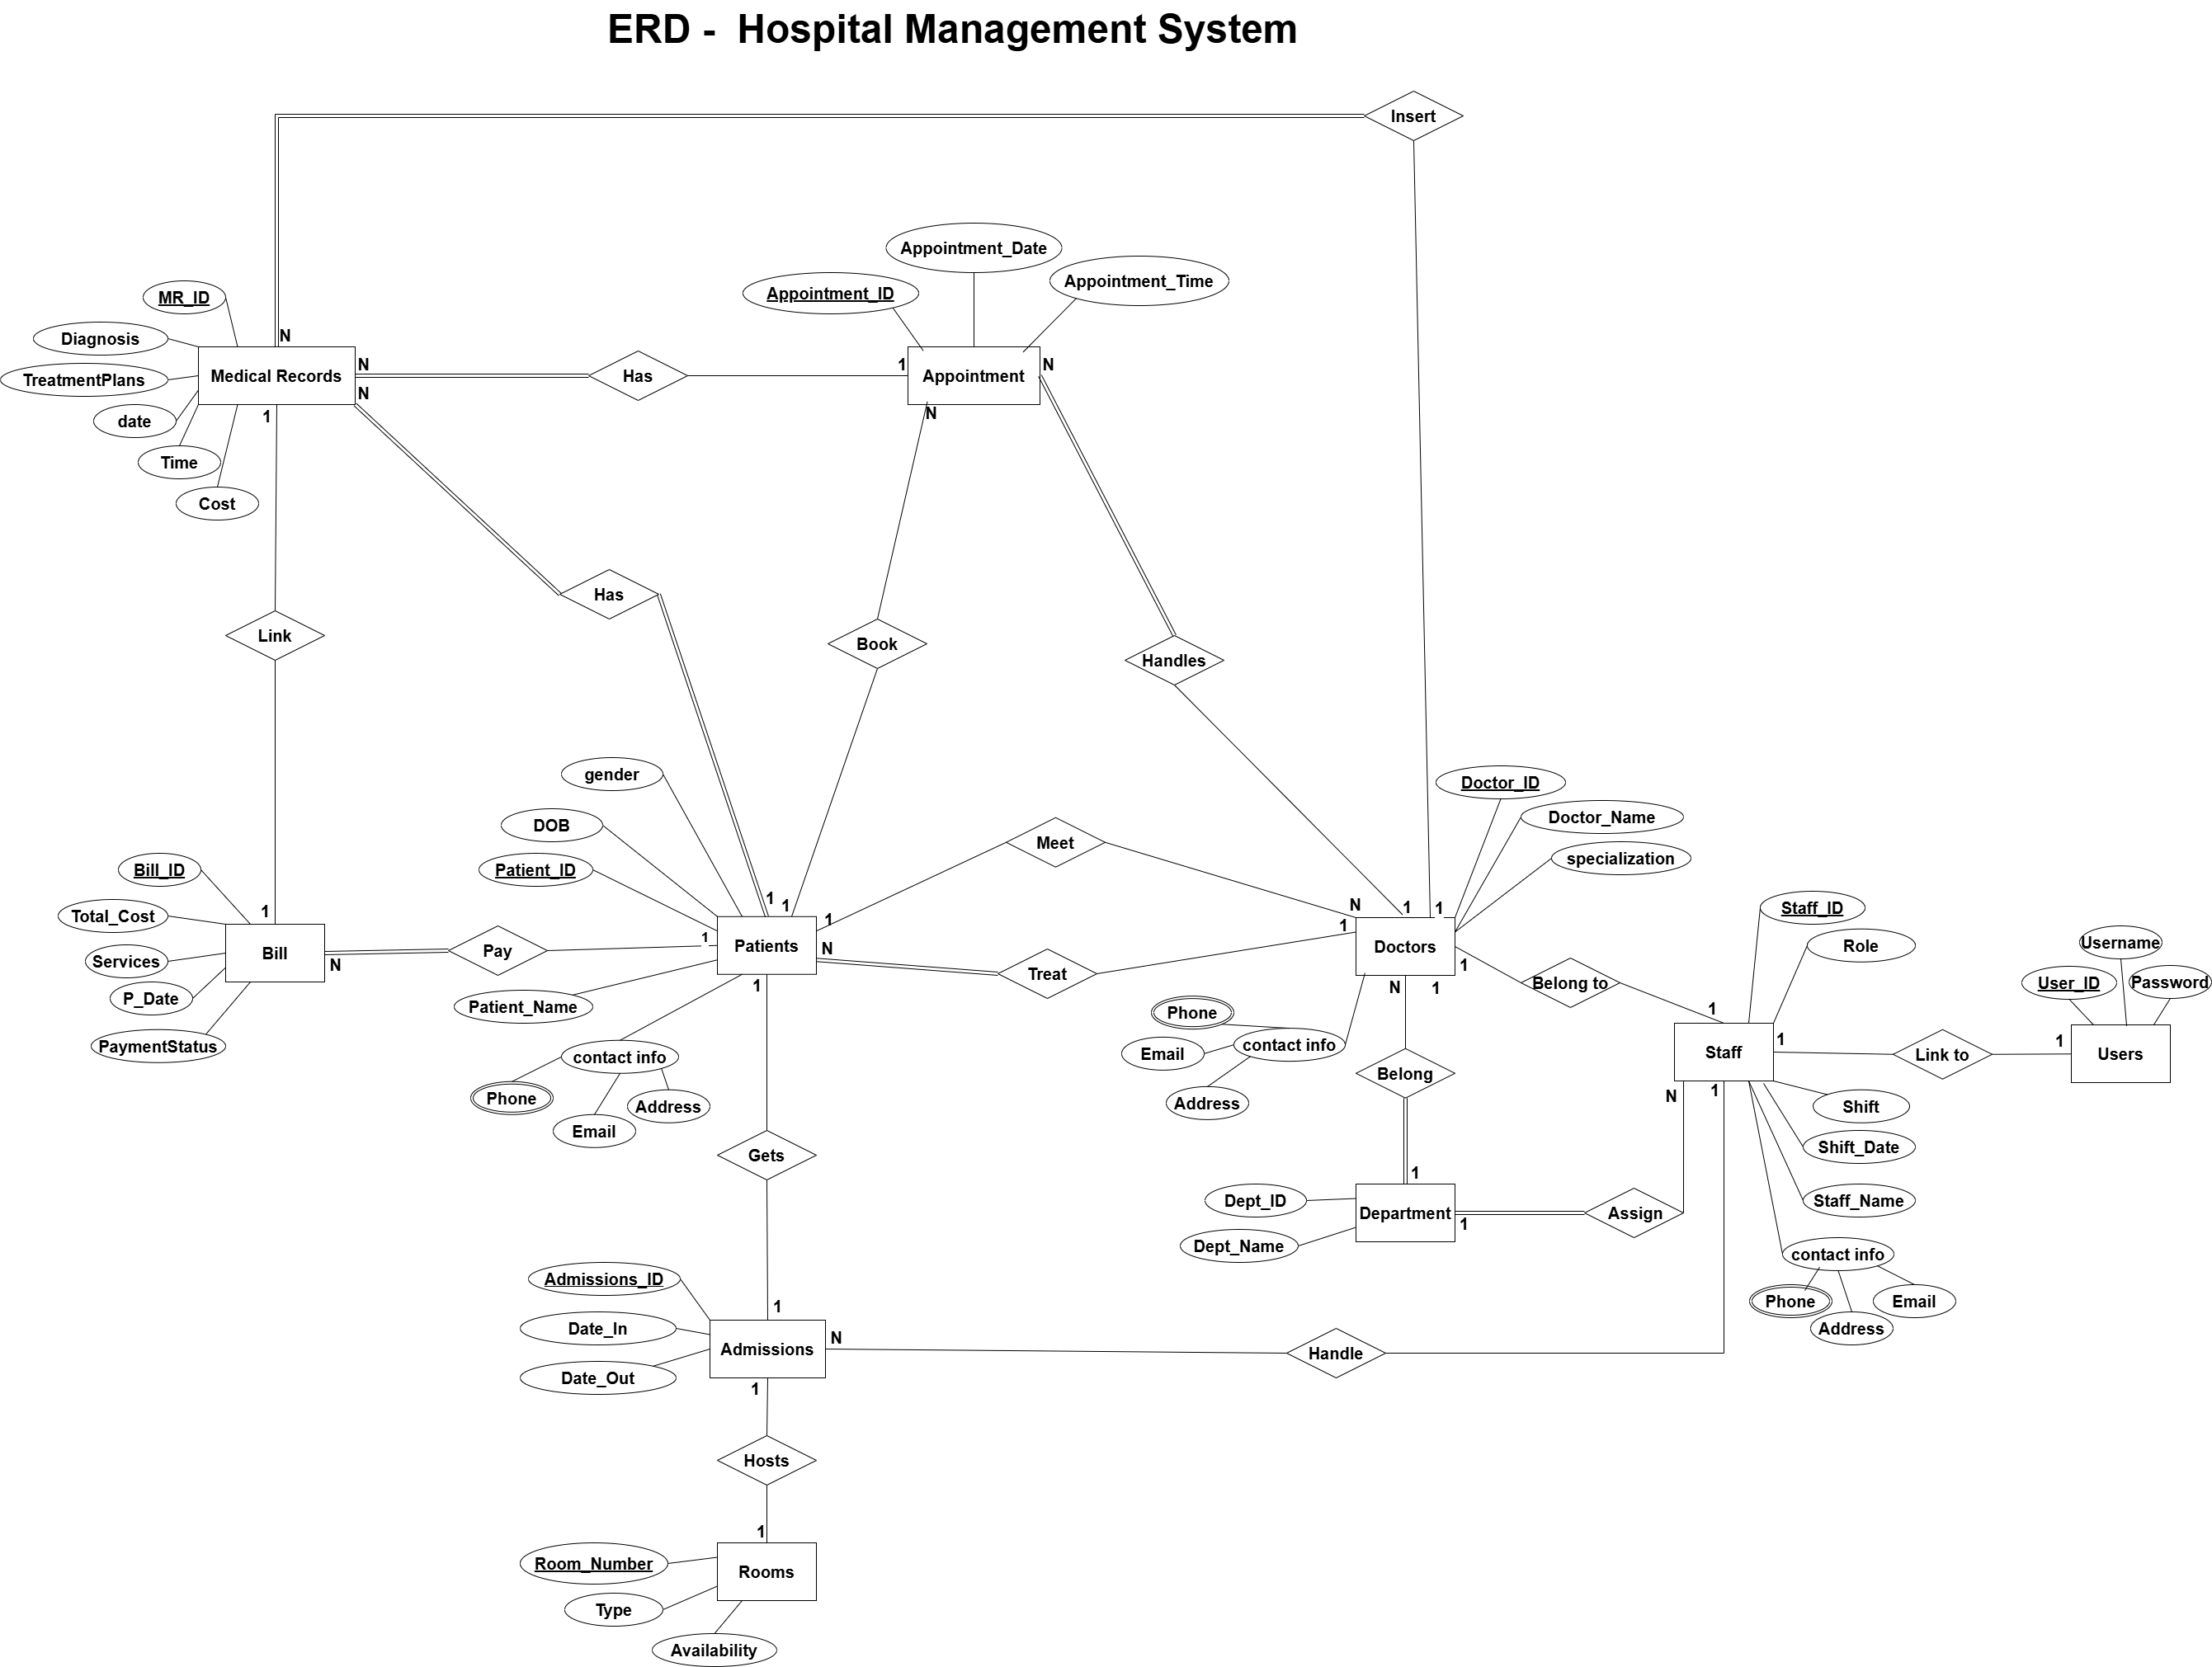 ERD -  Hospital Management System
Insert
Appointment_Date
Appointment_Time
Appointment_ID
MR_ID
Diagnosis
TreatmentPlans
date
Time
Cost
N
Medical Records
N
N
1
Has
1
Appointment
N
N
Has
Link
Book
Handles
gender
DOB
Patient_ID
Meet
Doctor_ID
Doctor_Name
specialization
Bill_ID
Total_Cost
Services
P_Date
PaymentStatus
1
Bill
N
Pay
1
1
1
1
Patients
N
1
Patient_Name
contact info
Phone
Email
Address
Treat
N
1
1
1
Doctors
1
N
1
Phone
Email
contact info
Address
Belong to
Staff_ID
Role
1
Staff
1
N
1
Link to
1
Username
User_ID
Password
Users
Belong
Shift
Shift_Date
Staff_Name
contact info
Phone
Address
Email
Gets
1
Dept_ID
Dept_Name
Department
1
Assign
Admissions_ID
Date_In
Date_Out
1
Admissions
N
1
Handle
Hosts
1
Room_Number
Type
Availability
Rooms